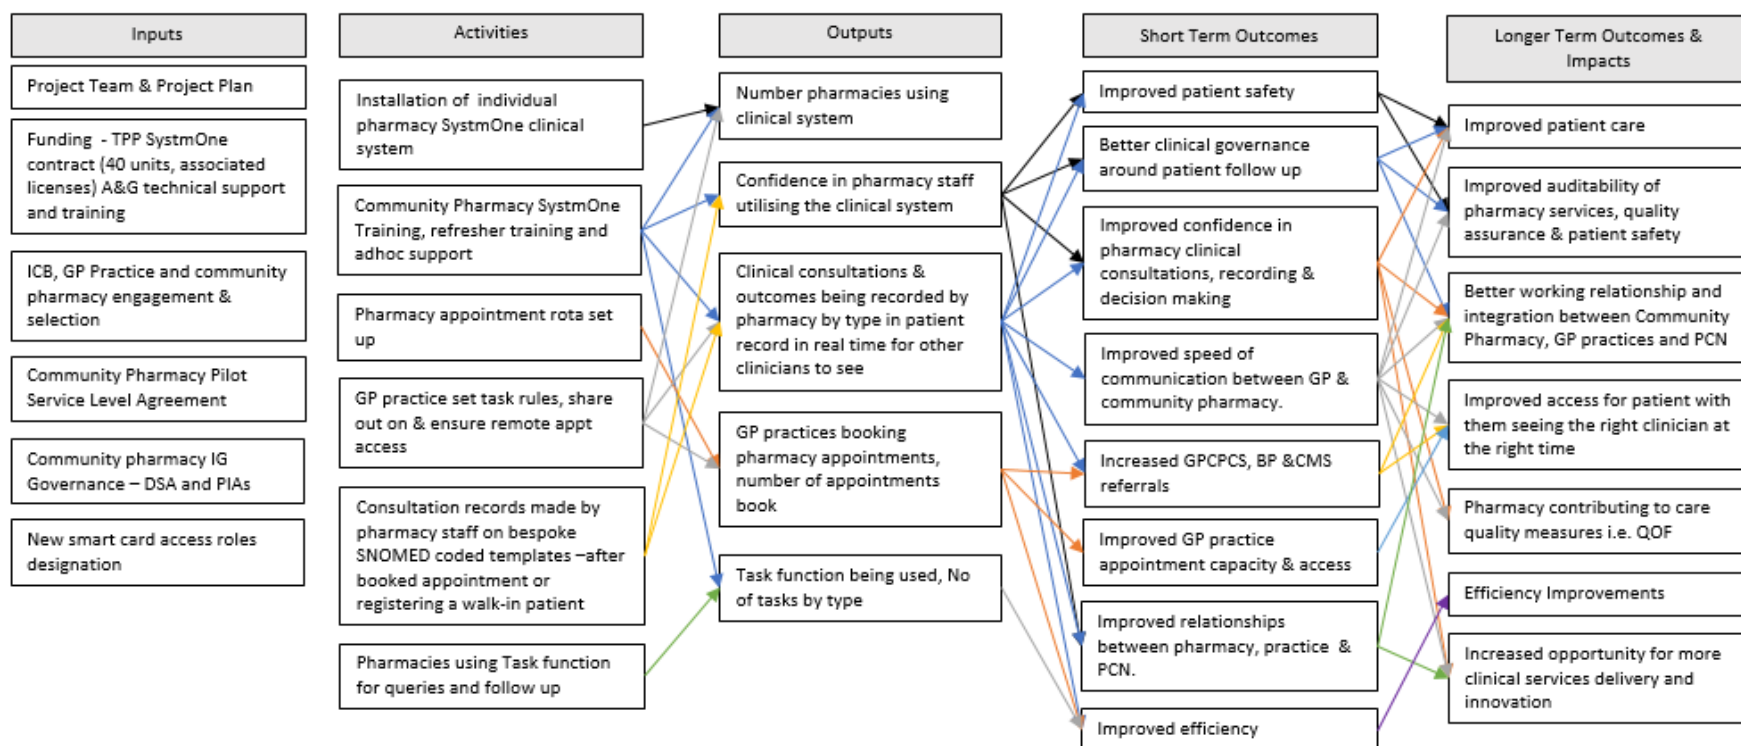 Inputs
Project Team & Project Plan
Funding - TPP SystmOne
contract (40 units, associated
licenses) A&G technical support
and training
ICB, GP Practice and community
pharmacy engagement &
selection
Community Pharmacy Pilot
Service Level Agreement
Community pharmacy IG
Governance – DSA and PIAs
New smart card access roles
designation
Activities
Installation of individual
pharmacy SystmOne clinical
system
Community Pharmacy SystmOne
Training, refresher training and
adhoc support
Pharmacy appointment rota set
up
GP practice set task rules, share
out on & ensure remote appt
access
Consultation records made by
pharmacy staff on bespoke
SNOMED coded templates –after
booked appointment or
registering a walk-in patient
Pharmacies using Task function
for queries and follow up
Outputs
Number pharmacies using
clinical system
Confidence in pharmacy staff
utilising the clinical system
Clinical consultations &
outcomes being recorded by
pharmacy by type in patient
record in real time for other
clinicians to see
GP practices booking
pharmacy appointments,
number of appointments
book
Task function being used, No
of tasks by type
Short Term Outcomes
Improved patient safety
Better clinical governance
around patient follow up
Improved confidence in
pharmacy clinical
consultations, recording &
decision making
Improved speed of
communication between GP &
community pharmacy.
Increased GPCPCS, BP &CMS
referrals
Improved GP practice
appointment capacity & access
Improved relationships
between pharmacy, practice &
PCN.
Improved efficiency
Longer Term Outcomes &
Impacts
Improved patient care
Improved auditability of
pharmacy services, quality
assurance & patient safety
Better working relationship and
integration between Community
Pharmacy, GP practices and PCN
Improved access for patient with
them seeing the right clinician at
the right time
Pharmacy contributing to care
quality measures i.e. QOF
Efficiency Improvements
Increased opportunity for more
clinical services delivery and
innovation